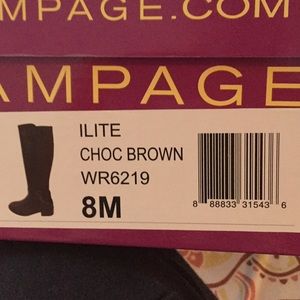 MPAGE.COM
AMPAGE
ILITE
CHOC BROWN
WR6219
8M
8 88833 31543 6